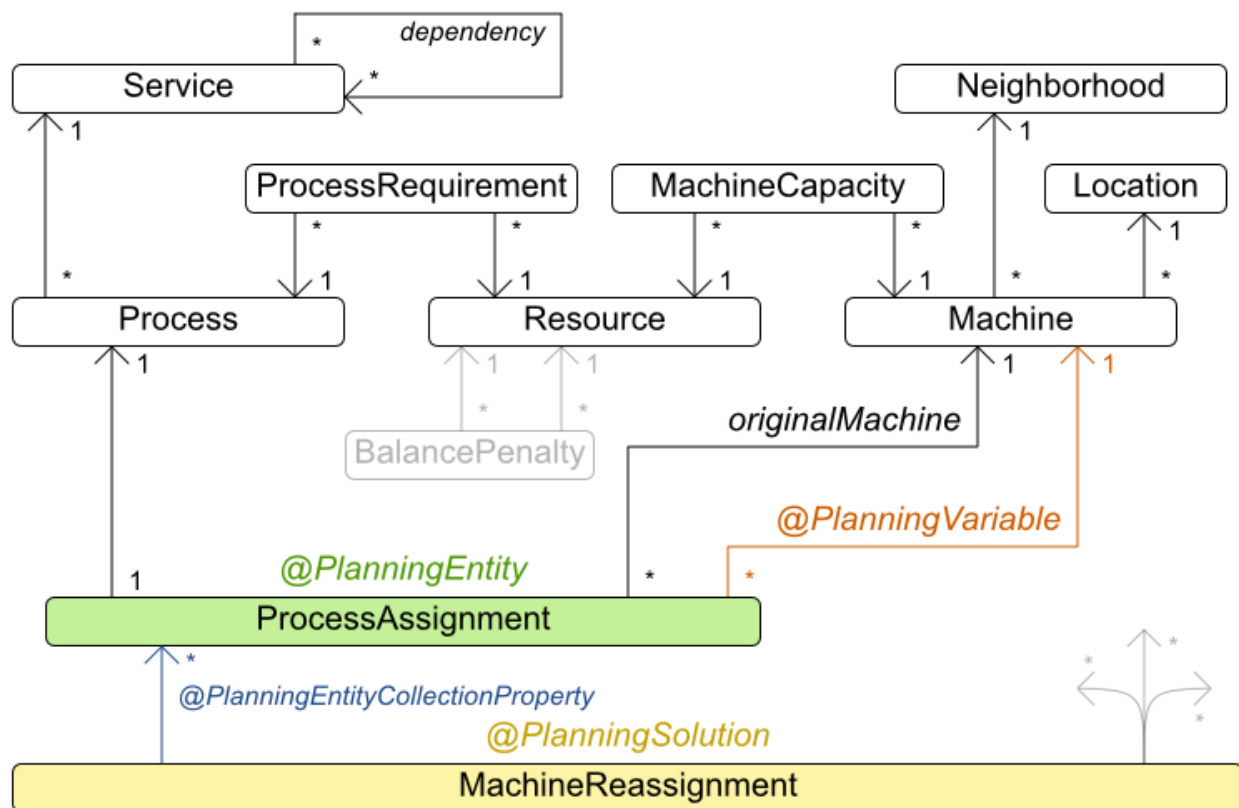 * dependency
Service * Neighborhood
1 1
ProcessRequirement MachineCapacity Location
* * * * 1
* 1 1 1 1 * *
Process Resource Machine
1 1 1 1 1
* * originalMachine
BalancePenalty
@PlanningVariable
@PlanningEntity
1 * *
ProcessAssignment
* * *
@PlanningEntityCollectionProperty *
@PlanningSolution
MachineReassignment